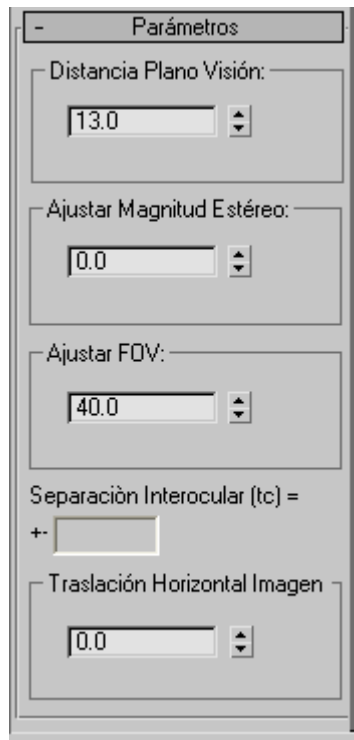 - Parámetros
Distancia Plano Visión:
13.0
Ajustar Magnitud Estéreo:
0.0
Ajustar FOV:
40.0
Separaciòn Interocular (tc) =
+-
Traslación Horizontal Imagen
0.0